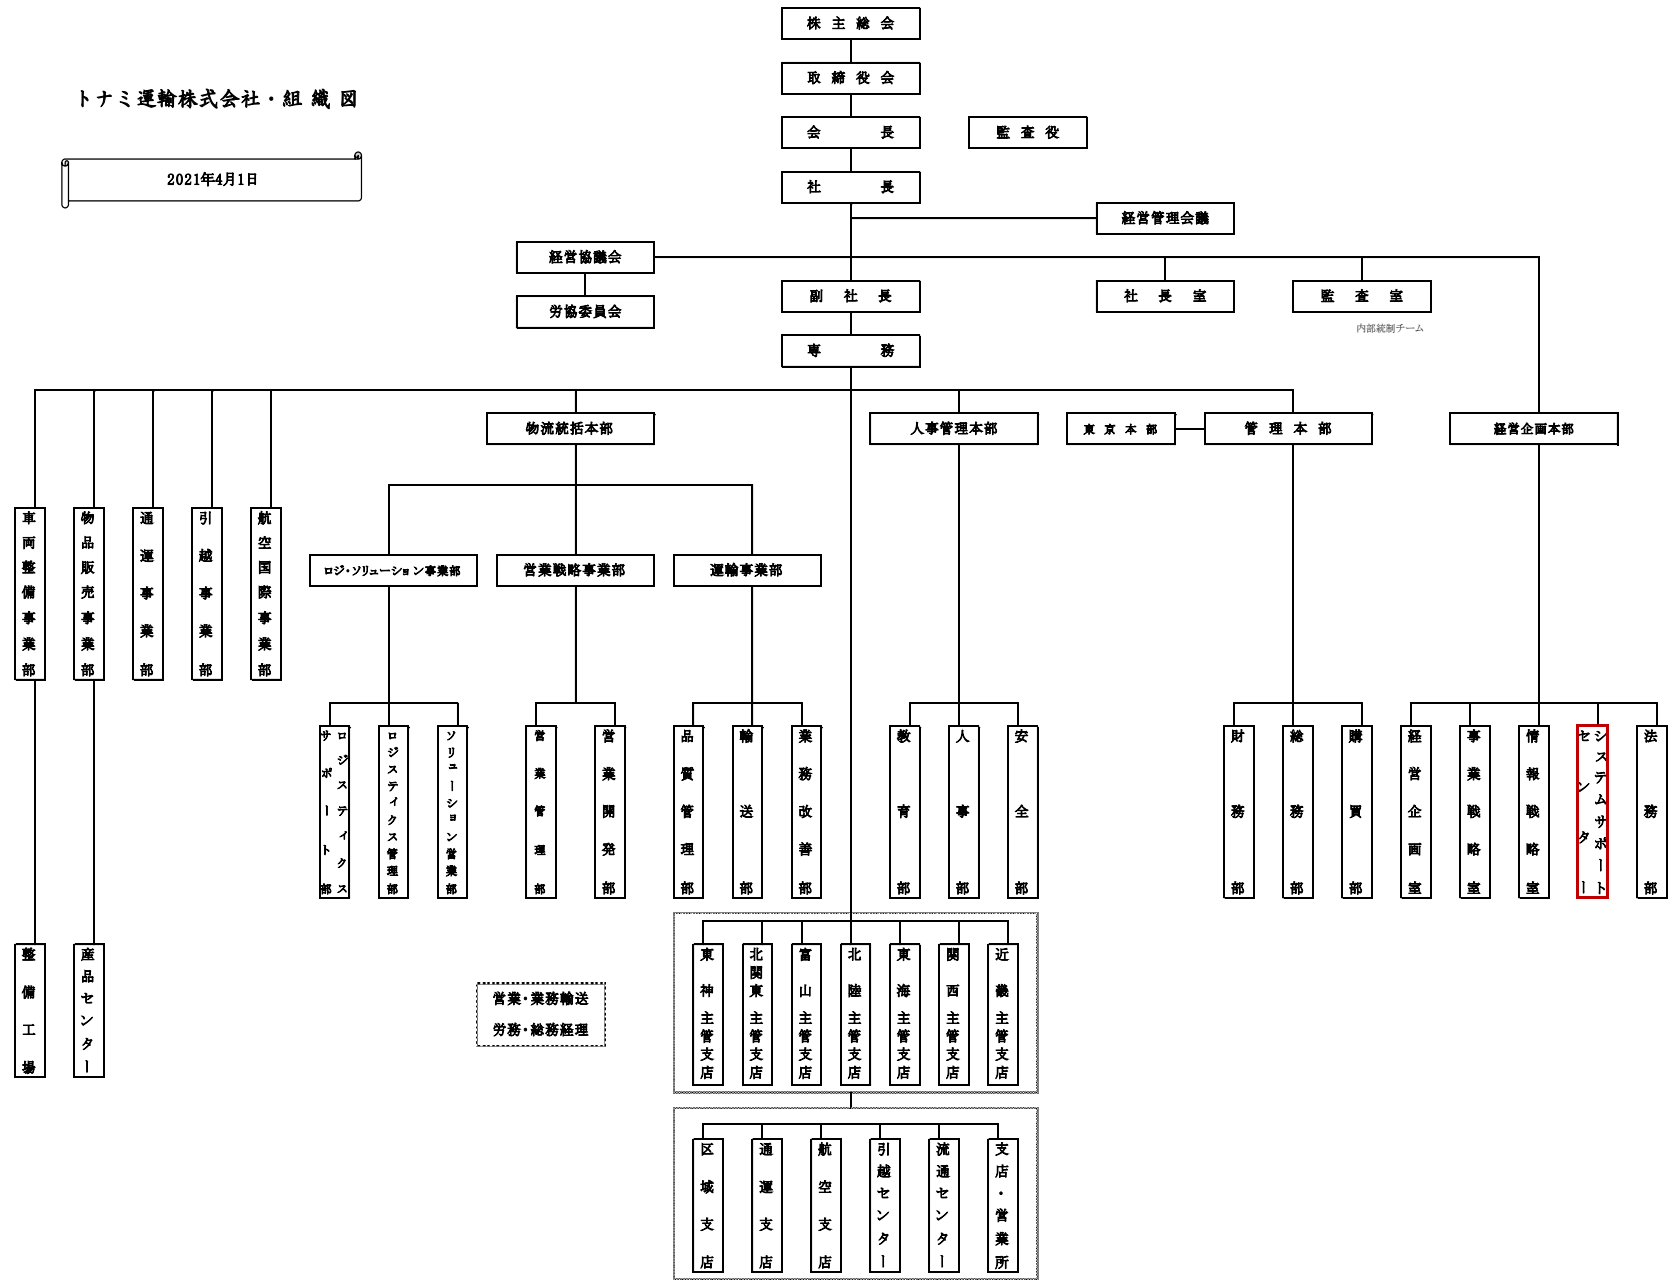 株主総会
取締役会
トナミ運輸株式会社・組織図
会長
監査役
2021年4月1日
社長
経営管理会議
経営協議会
労協委員会
副社長
社長室
監査室
内部統制チーム
専務
物流統括本部
人事管理本部
東京本部
管理本部
経営企画本部
車両整備事業部
物品販売事業部
通運事業部
引越事業部
航空国際事業部
ロジ・ソリューション事業部
営業戦略事業部
運輸事業部
ロジスティクス
サポート部
ロジスティクス管理部
ソリューション営業部
営業管理部
営業開発部
品質管理部
輸送部
業務改善部
教育部
人事部
安全部
財務部
総務部
購買部
経営企画室
事業戦略室
情報戦略室
システムサポート
センター
法務部
整備工場
産品センター
営業・業務輸送
労務・総務経理
東神主管支店
北関東主管支店
富山主管支店
北陸主管支店
東海主管支店
関西主管支店
近畿主管支店
区域支店
通運支店
航空支店
引越センター
流通センター
支店・営業所